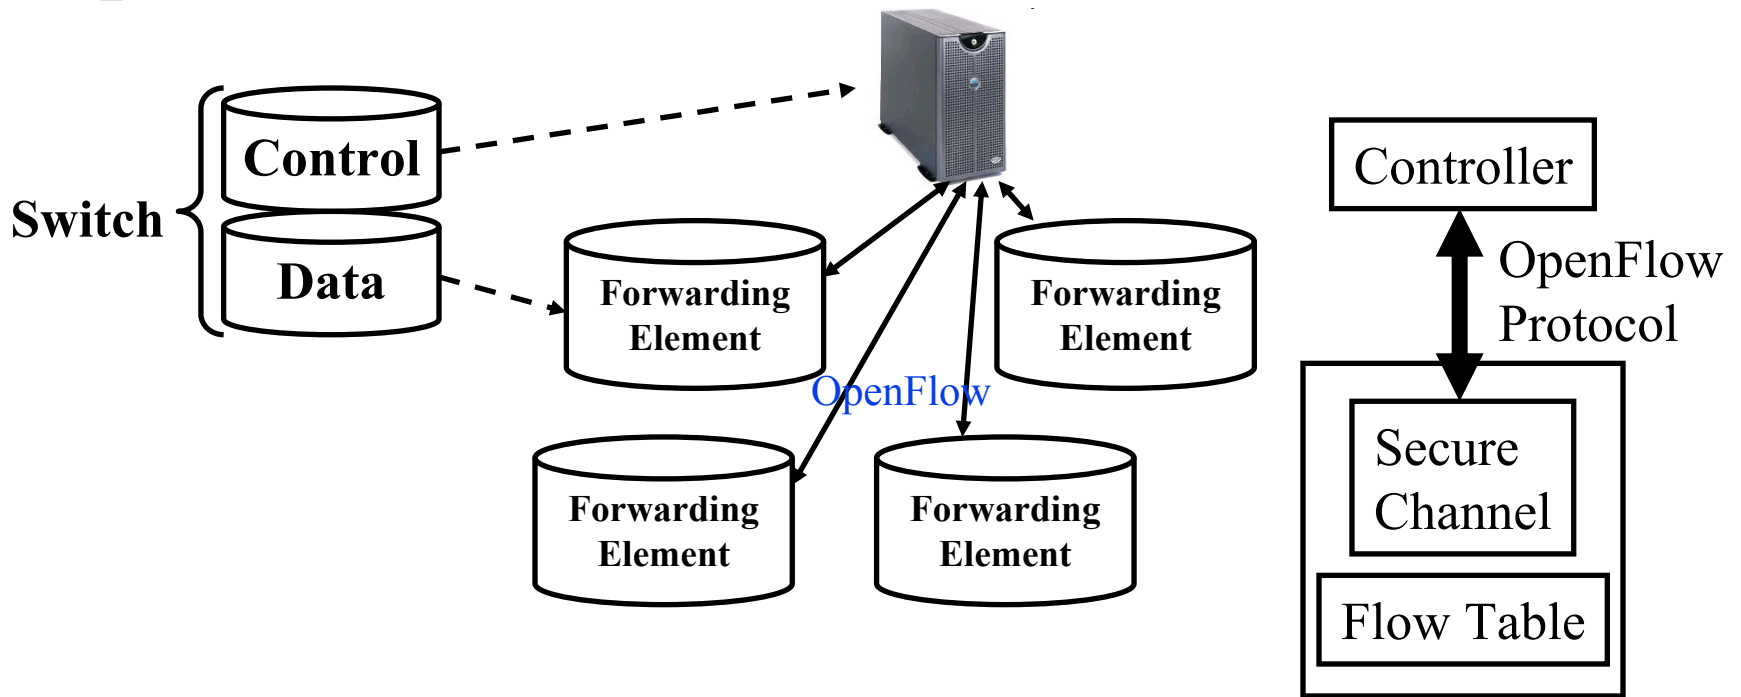 Switch
Control
Data
Forwarding
Element
Forwarding
Element
OpenFlow
Forwarding
Element
Forwarding
Element
Controller
OpenFlow
Protocol
Secure
Channel
Flow Table